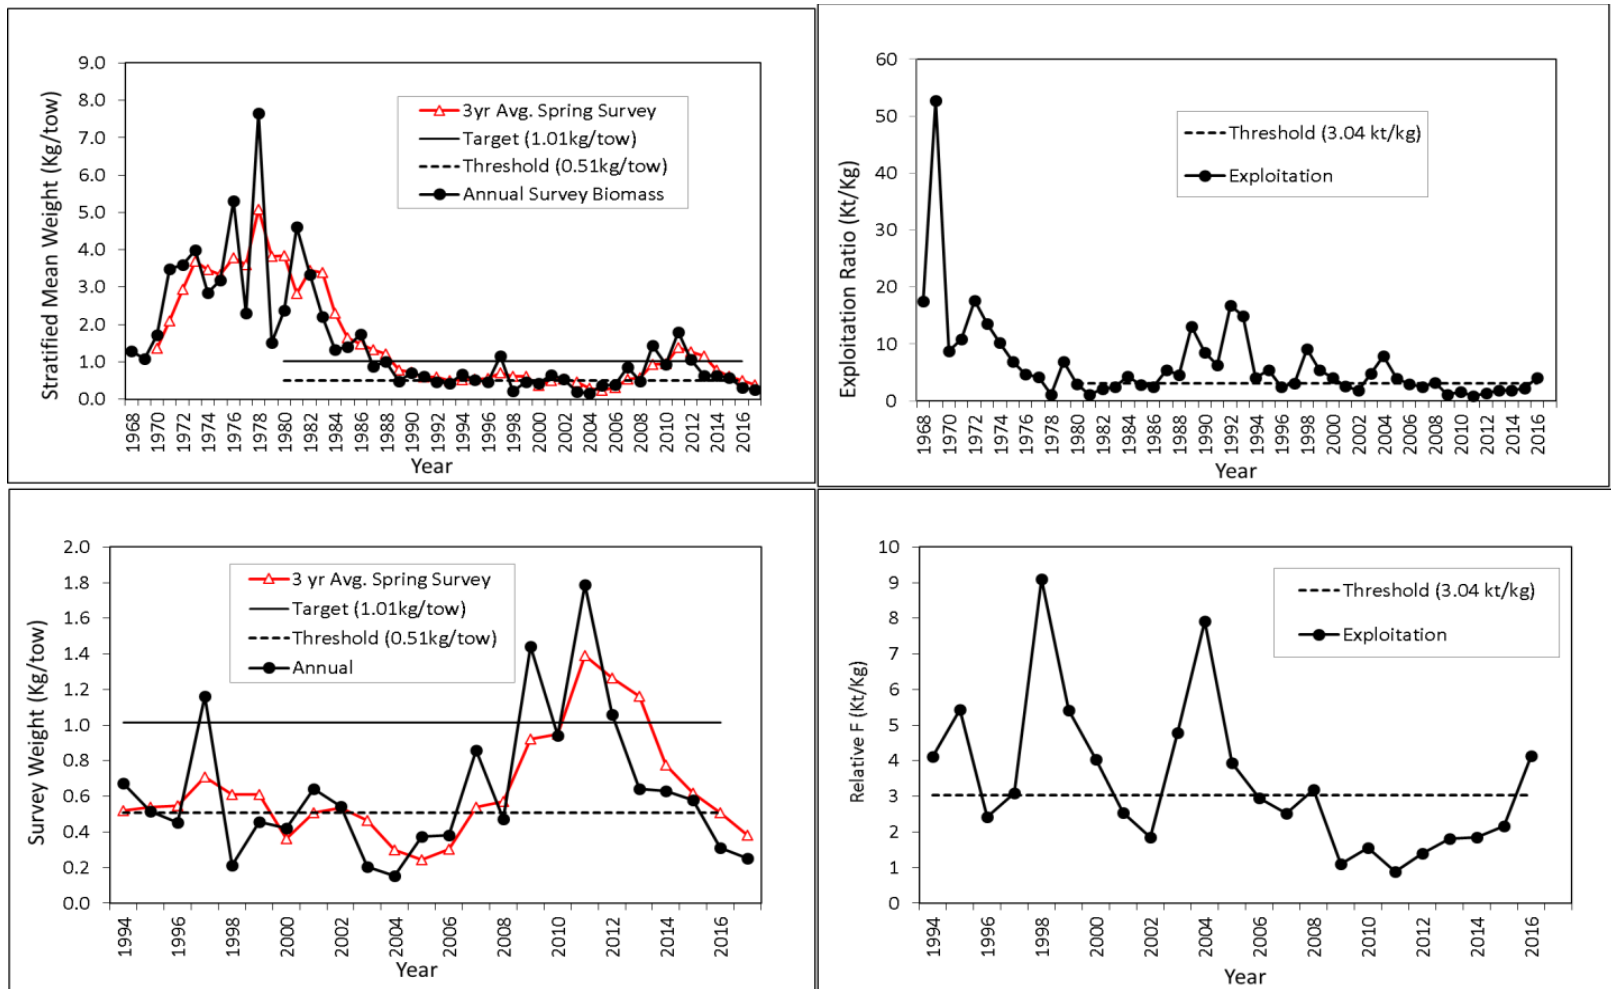 9.0
8.0
7.0
6.0
5.0
4.0
3.0
2.0
1.0
0.0
Stratified Mean Weight (Kg/tow)
3yr Avg. Spring Survey
Target (1.01kg/tow)
Threshold (0.51kg/tow)
Annual Survey Biomass
1968 1970 1972 1974 1976 1978 1980 1982 1984 1986 1988 1990 1992 1994 1996 1998 2000 2002 2004 2006 2008 2010 2012 2014 2016
Year
60
50
40
30
20
10
0
Exploitation Ratio (Kt/Kg)
Threshold (3.04 kt/kg)
Exploitation
1968 1970 1972 1974 1976 1978 1980 1982 1984 1986 1988 1990 1992 1994 1996 1998 2000 2002 2004 2006 2008 2010 2012 2014 2016
Year
2.0
1.8
1.6
1.4
1.2
1.0
0.8
0.6
0.4
0.2
0.0
Survey Weight (Kg/tow)
3 yr Avg. Spring Survey
Target (1.01kg/tow)
Threshold (0.51kg/tow)
Annual
1994 1996 1998 2000 2002 2004 2006 2008 2010 2012 2014 2016
Year
10
9
8
7
6
5
4
3
2
1
0
Relative F (Kt/Kg)
Threshold (3.04 kt/kg)
Exploitation
1994 1996 1998 2000 2002 2004 2006 2008 2010 2012 2014 2016
Year